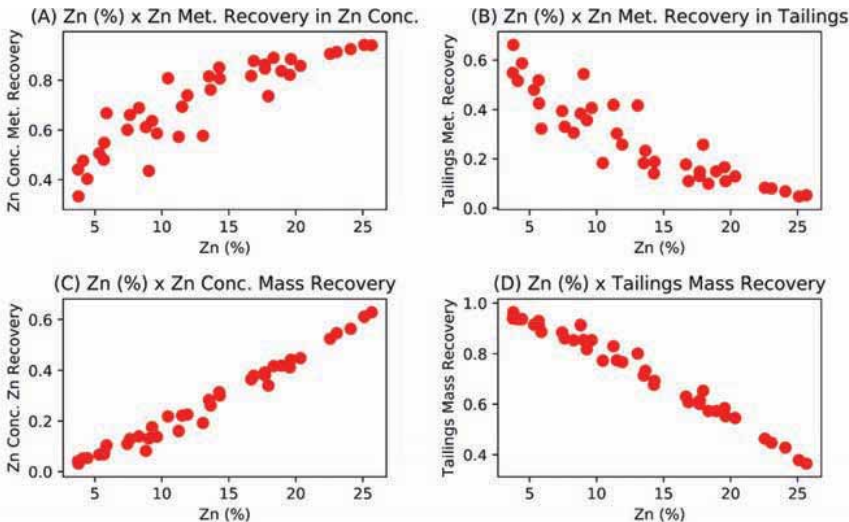 (A) Zn (%) x Zn Met. Recovery in Zn Conc.
Zn Conc. Met. Recovery
0.8
0.6
0.4
5 10 15 20 25
Zn (%)
(B) Zn (%) x Zn Met. Recovery in Tailings
Tailings Met. Recovery
0.6
0.4
0.2
0.0
5 10 15 20 25
Zn (%)
(C) Zn (%) x Zn Conc. Mass Recovery
Zn Conc. Zn Recovery
0.6
0.4
0.2
0.0
5 10 15 20 25
Zn (%)
(D) Zn (%) x Tailings Mass Recovery
Tailings Mass Recovery
1.0
0.8
0.6
0.4
5 10 15 20 25
Zn (%)